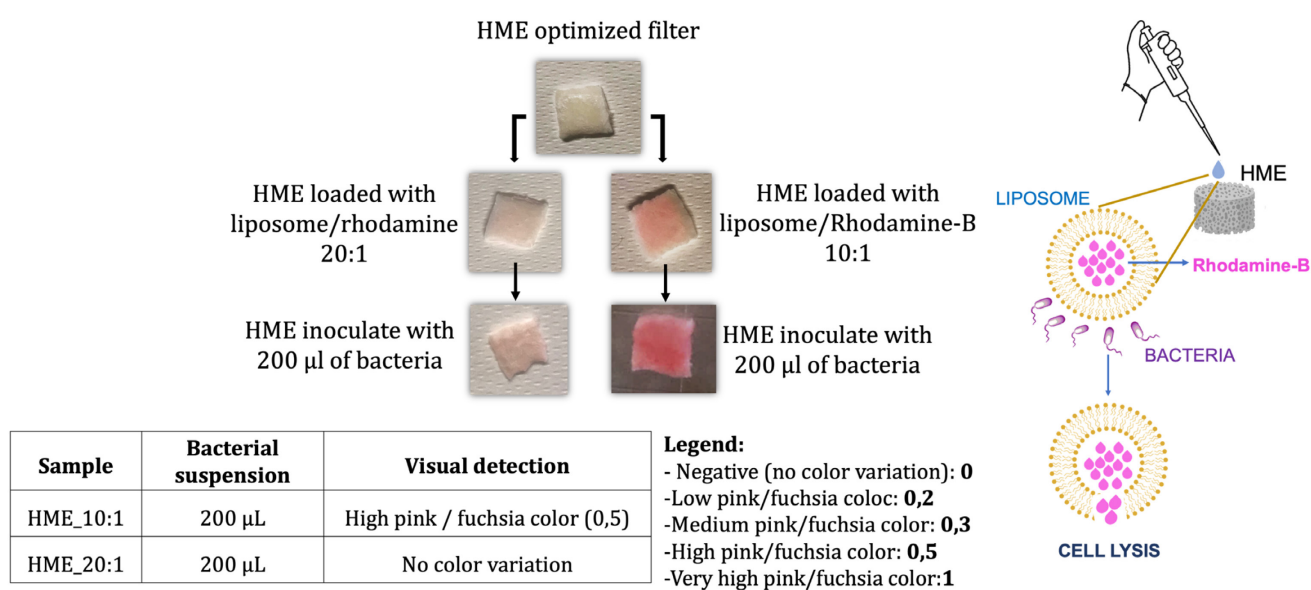 HME optimized filter
HME loaded with
liposome/rhodamine
20:1
HME loaded with
liposome/Rhodamine-B
10:1
HME inoculate with
200 µl of bacteria
HME inoculate with
200 µl of bacteria
HME
LIPOSOME
Rhodamine-B
BACTERIA
CELL LYSIS
Sample Bacterial suspension Visual detection
HME_10:1 200 µL High pink / fuchsia color (0,5)
HME_20:1 200 µL No color variation
Legend:
- Negative (no color variation): 0
-Low pink/fuchsia coloc: 0,2
-Medium pink/fuchsia color: 0,3
-High pink/fuchsia color: 0,5
-Very high pink/fuchsia color:1